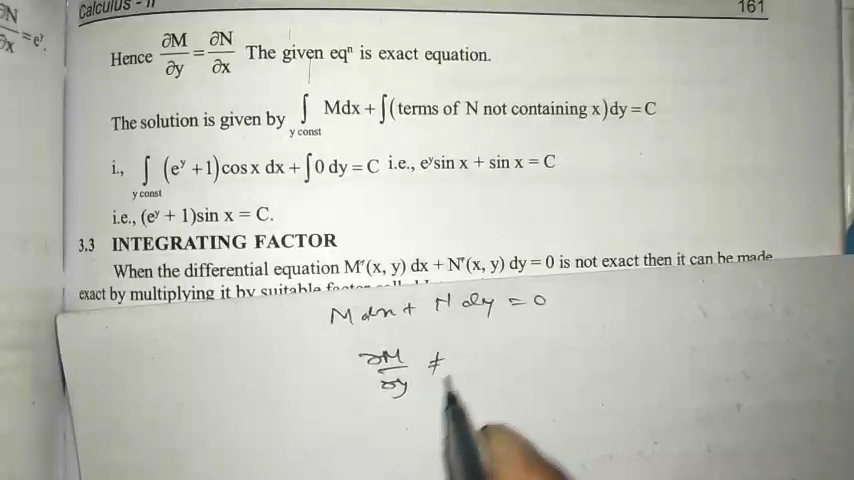 ∂N/∂x = eʸ.
Calculus - II 161
Hence ∂M/∂y = ∂N/∂x The given eqⁿ is exact equation.
The solution is given by ∫ Mdx + ∫(terms of N not containing x)dy = C
y const
i., ∫ (eʸ + 1) cos x dx + ∫ 0 dy = C i.e., eʸsin x + sin x = C
y const
i.e., (eʸ + 1)sin x = C.
3.3 INTEGRATING FACTOR
When the differential equation M'(x, y) dx + N'(x, y) dy = 0 is not exact then it can be made
exact by multiplying it by suitable
M dx + N dy = 0
∂M/∂y ≠